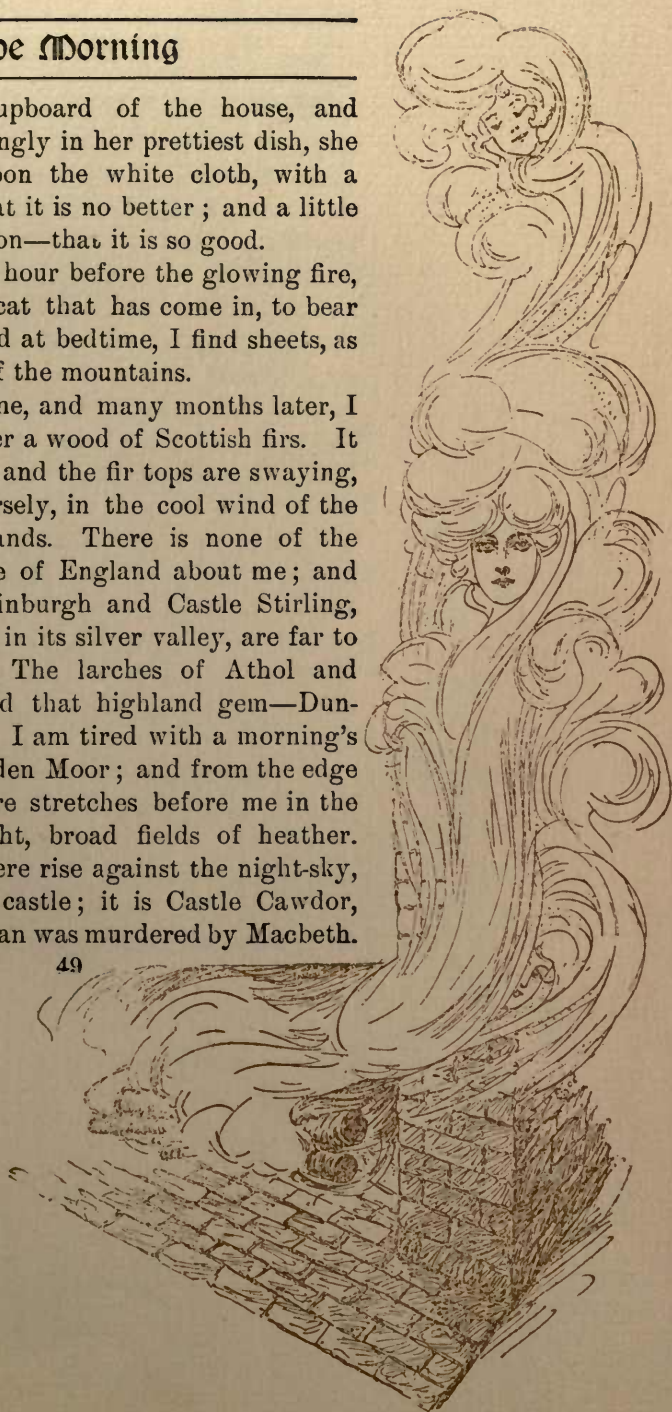 Morning
upboard of the house, and
ngly in her prettiest dish, she
pon the white cloth, with a
at it is no better; and a little
on—that it is so good.
hour before the glowing fire,
cat that has come in, to bear
d at bedtime, I find sheets, as
f the mountains.
ne, and many months later, I
er a wood of Scottish firs. It
and the fir tops are swaying,
rsely, in the cool wind of the
ands. There is none of the
e of England about me; and
inburgh and Castle Stirling,
in its silver valley, are far to
The larches of Athol and
d that highland gem—Dun-
I am tired with a morning's
den Moor; and from the edge
re stretches before me in the
ht, broad fields of heather.
ere rise against the night-sky,
castle; it is Castle Cawdor,
an was murdered by Macbeth.
49